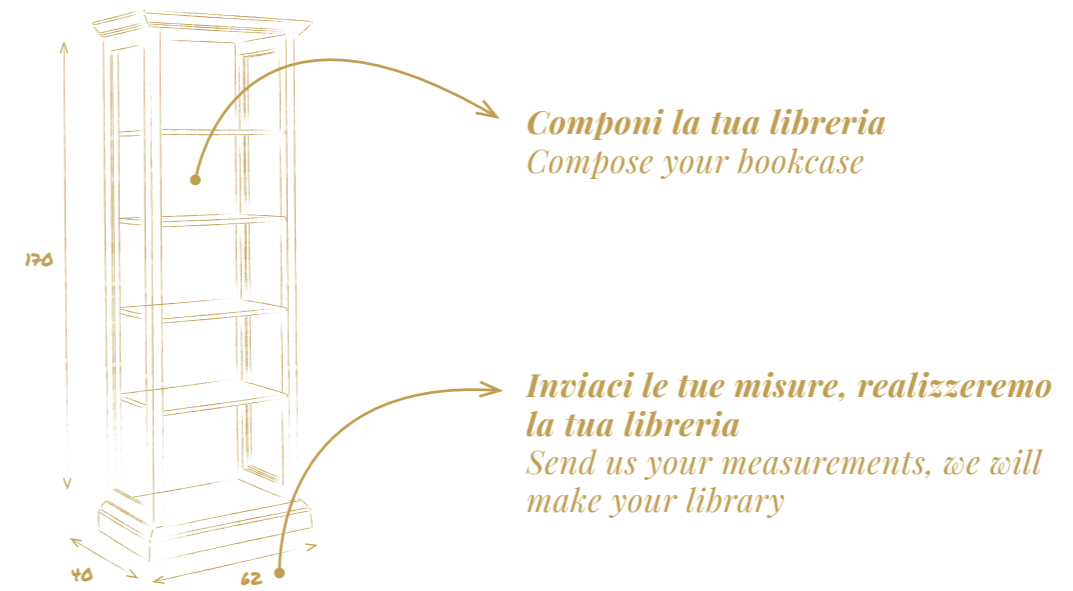 Componi la tua libreria
Compose your bookcase
170
Inviaci le tue misure, realizzeremo
la tua libreria
Send us your measurements, we will
make your library
40
62